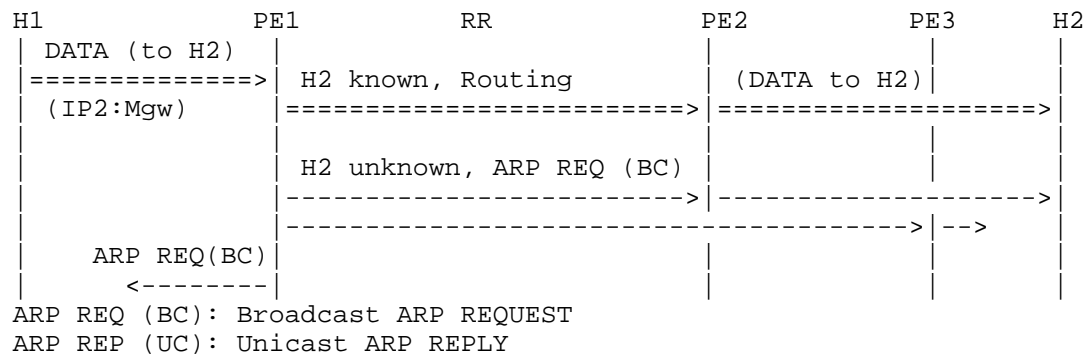 H1 PE1 RR PE2 PE3 H2
DATA (to H2)
H2 known, Routing (DATA to H2)
(IP2:Mgw)
H2 unknown, ARP REQ (BC)
ARP REQ(BC)
ARP REQ (BC): Broadcast ARP REQUEST
ARP REP (UC): Unicast ARP REPLY